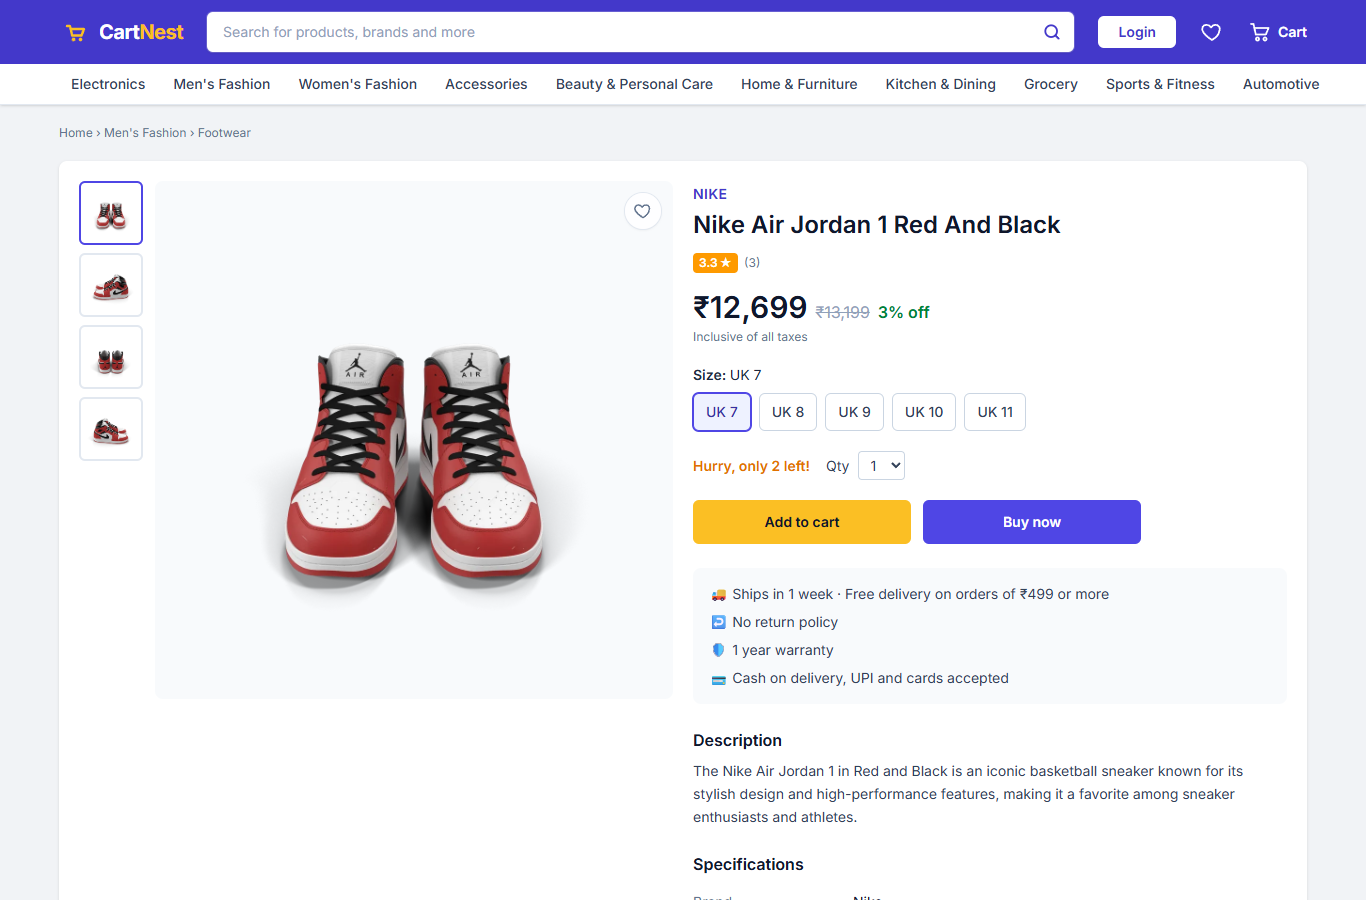 CartNest
Search for products, brands and more
Login
Cart
Electronics Men's Fashion Women's Fashion Accessories Beauty & Personal Care Home & Furniture Kitchen & Dining Grocery Sports & Fitness Automotive
Home › Men's Fashion › Footwear
NIKE
Nike Air Jordan 1 Red And Black
3.3 ★ (3)
₹12,699 ₹13,199 3% off
Inclusive of all taxes
Size: UK 7
UK 7 UK 8 UK 9 UK 10 UK 11
Hurry, only 2 left! Qty 1
Add to cart Buy now
Ships in 1 week · Free delivery on orders of ₹499 or more
No return policy
1 year warranty
Cash on delivery, UPI and cards accepted
AIR AIR
Description
The Nike Air Jordan 1 in Red and Black is an iconic basketball sneaker known for its
stylish design and high-performance features, making it a favorite among sneaker
enthusiasts and athletes.
Specifications
Brand Nike